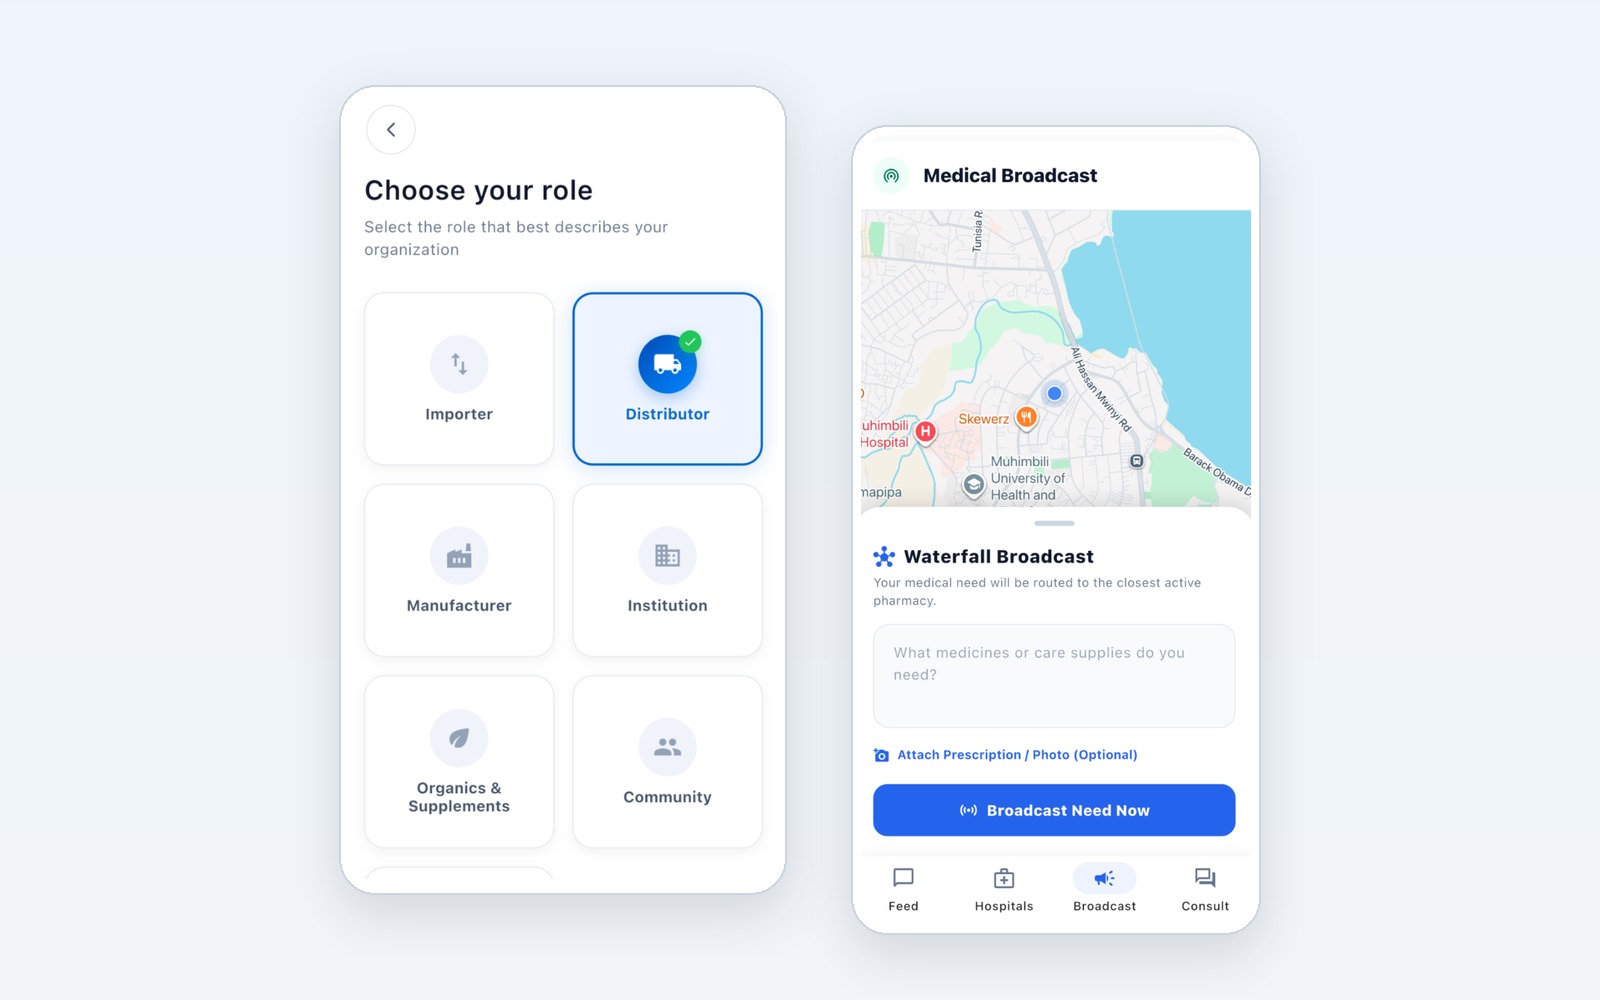 Choose your role
Select the role that best describes your
organization
Importer
Distributor
Manufacturer
Institution
Organics &
Supplements
Community
Medical Broadcast
Tunisia R
Ali Hassan Mwinyi Rd
Skewerz
uhimbili
Hospital
H
Muhimbili
University of
Health and
Barack Obama D
mapipa
Waterfall Broadcast
Your medical need will be routed to the closest active
pharmacy.
What medicines or care supplies do you
need?
Attach Prescription / Photo (Optional)
Broadcast Need Now
Feed
Hospitals
Broadcast
Consult